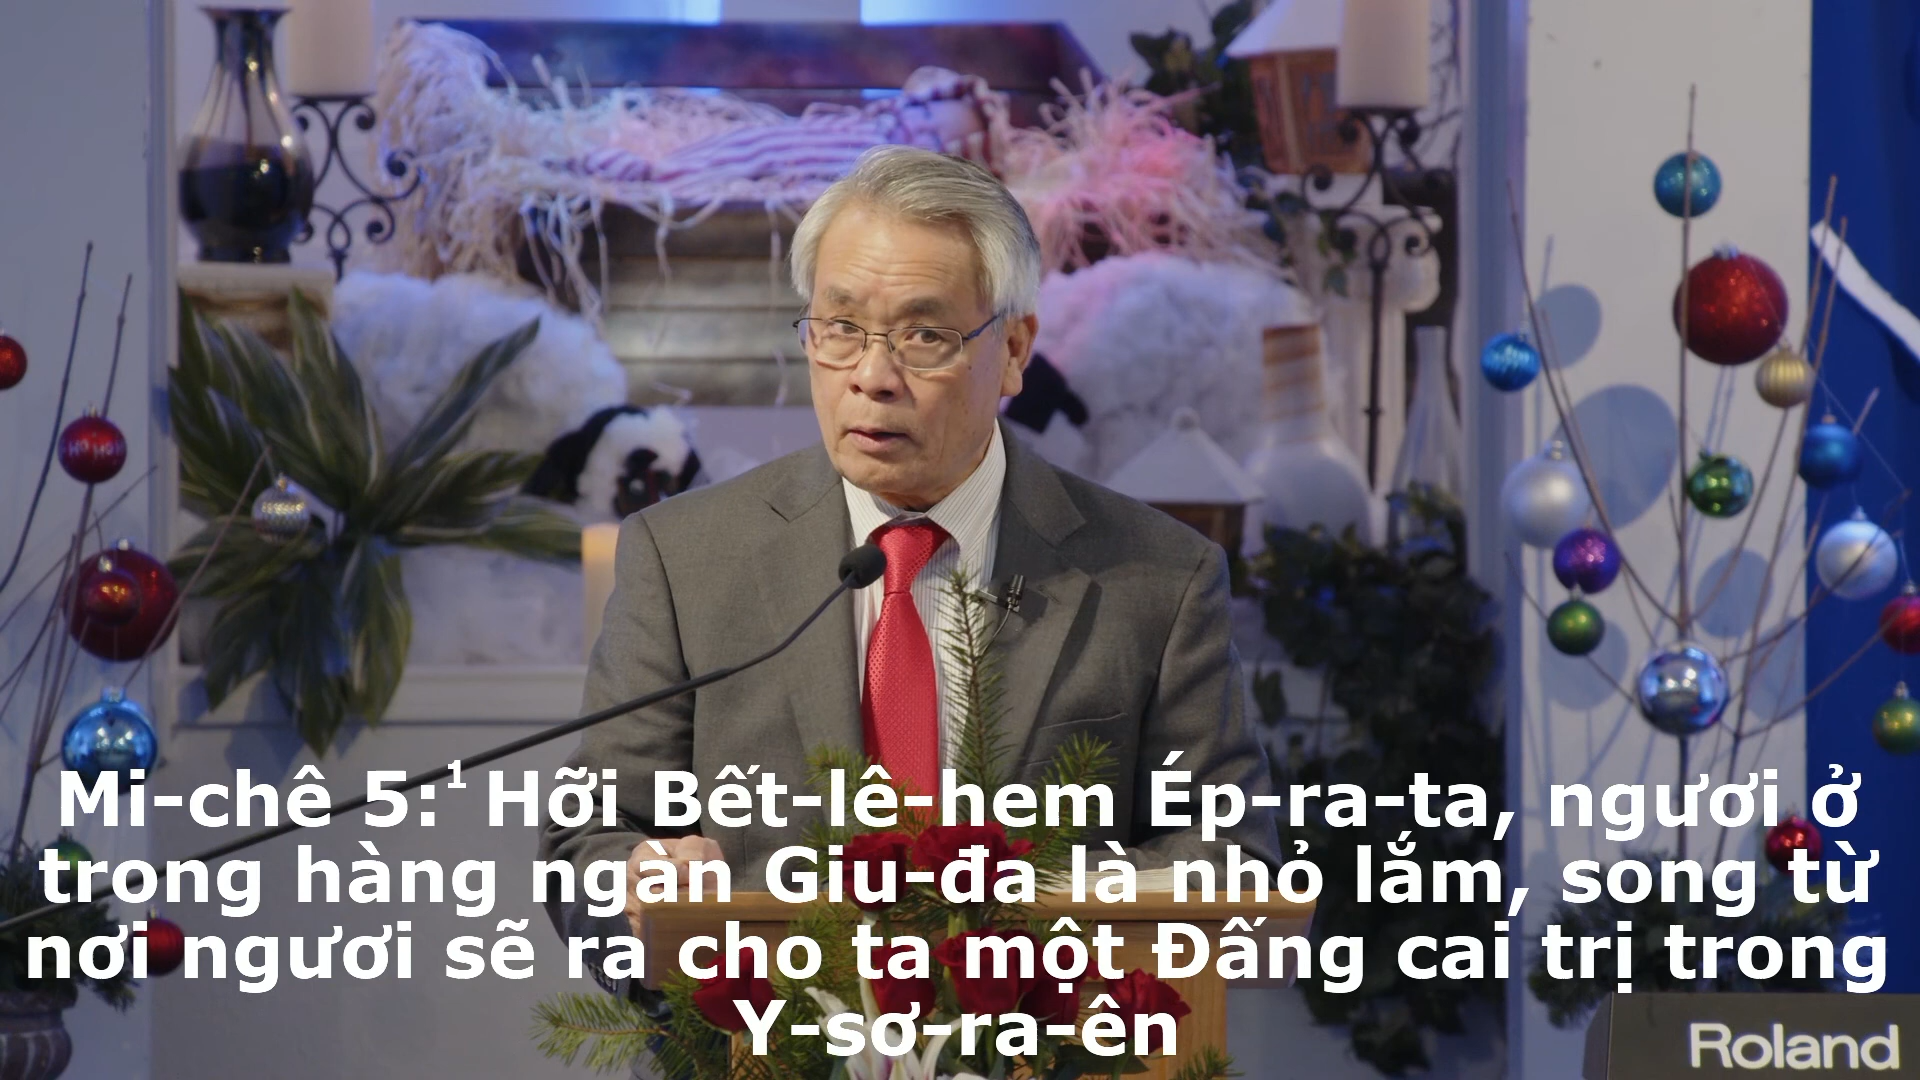 Mi-chê 5:¹ Hỡi Bết-lê-hem Ép-ra-ta, ngươi ở
trong hàng ngàn Giu-đa là nhỏ lắm, song từ
nơi ngươi sẽ ra cho ta một Đấng cai trị trong
Y-sơ-ra-ên
Roland